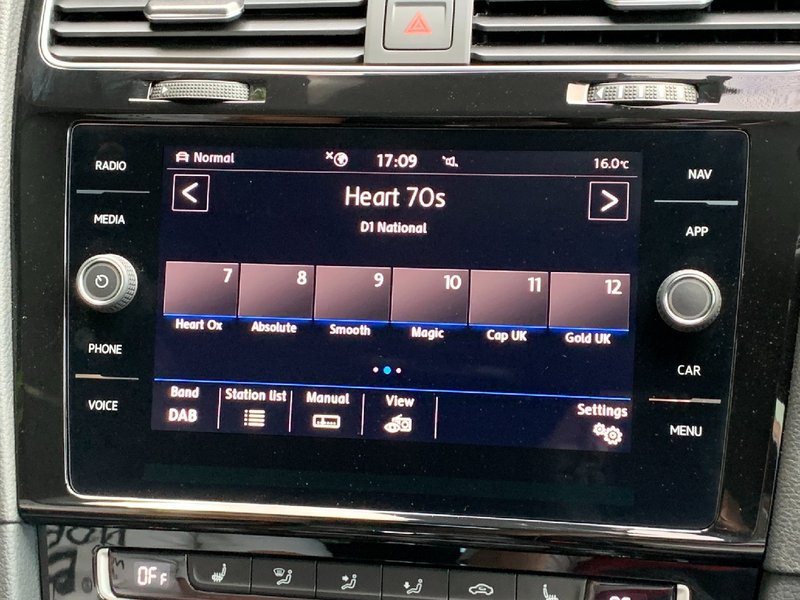 RADIO
MEDIA
PHONE
VOICE
Normal 17:09 16.0°C
< >
Heart 70s
D1 National
7 8 9 10 11 12
Heart Ox Absolute Smooth Magic Cap UK Gold UK
Band Station list Manual View Settings
DAB
NAV
APP
CAR
MENU
OFF